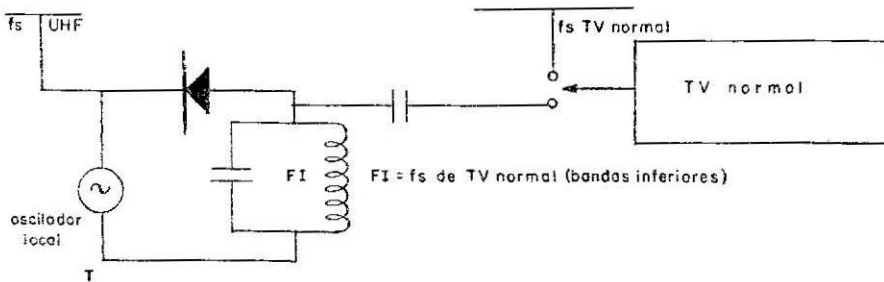 fs UHF
fs TV normal
TV normal
FI
FI = fs de TV normal (bandas inferiores)
oscilador
local
T